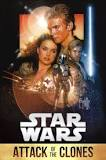 STAR
WARS
ATTACK OF THE CLONES